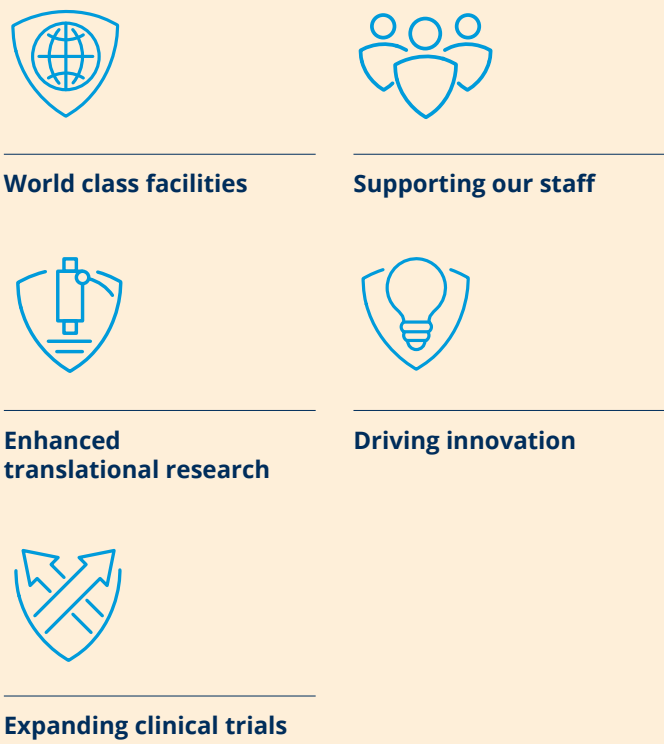 World class facilities
Supporting our staff
Enhanced
translational research
Driving innovation
Expanding clinical trials